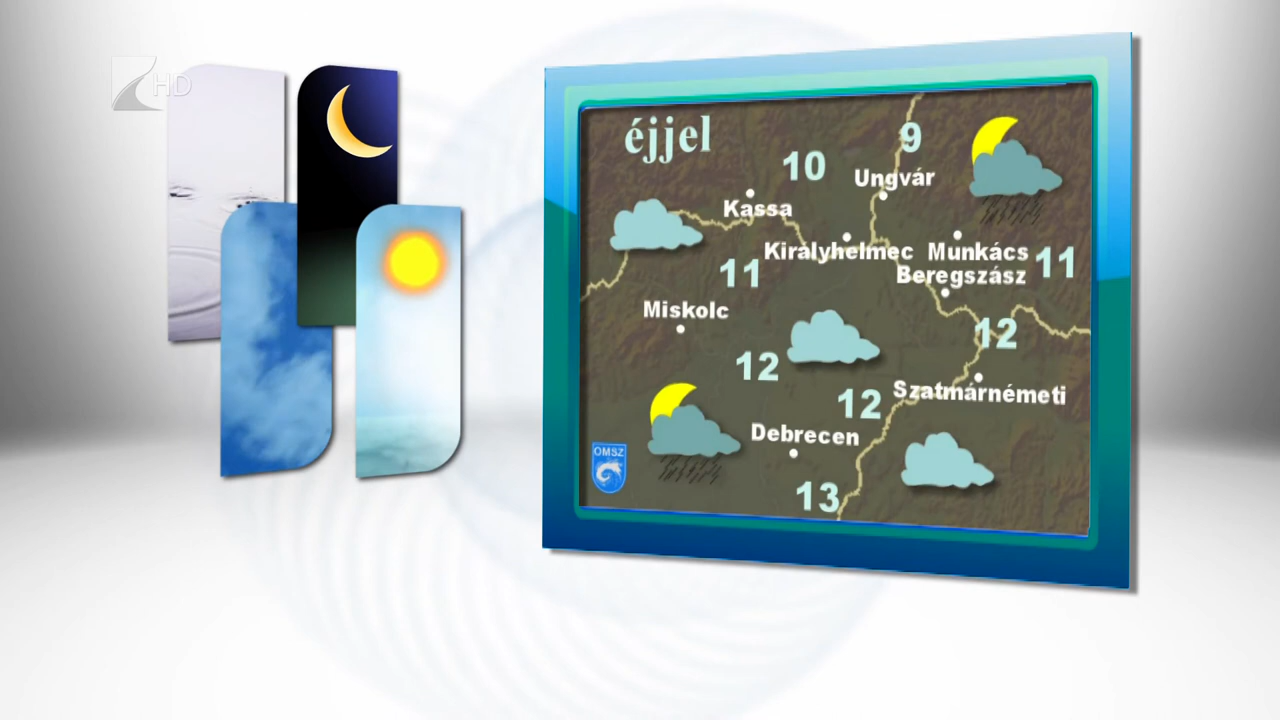 HD
éjjel
9
10
Ungvár
Kassa
Királyhelmec
Munkács
11
11
Beregszász
Miskolc
12
12
Szatmárnémeti
12
Debrecen
OMSZ
13